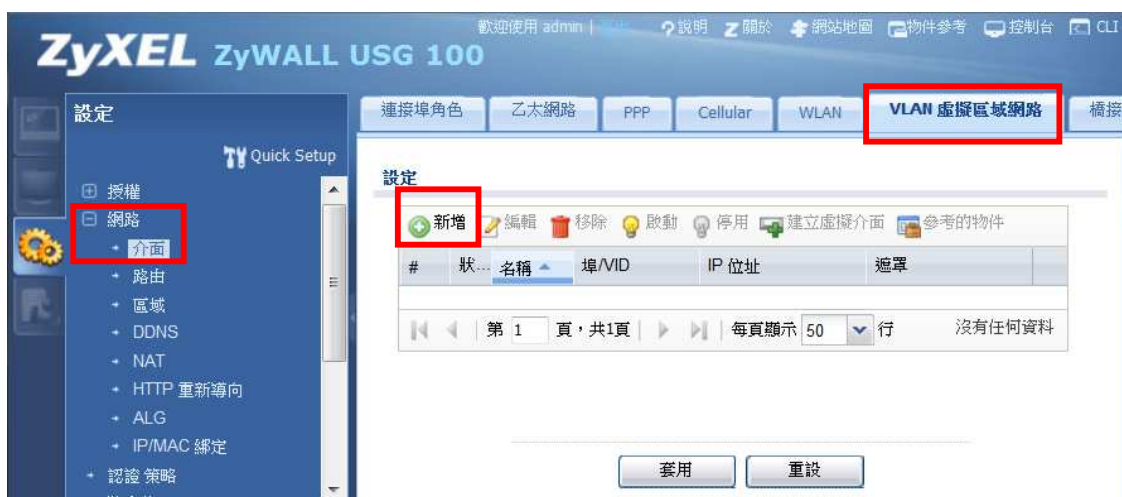 歡迎使用 admin | ?說明 Z 關於 網站地圖 物件參考 控制台 CLI
ZyXEL ZyWALL USG 100
設定
Quick Setup
授權
網路
介面
路由
區域
DDNS
NAT
HTTP 重新導向
ALG
IP/MAC 綁定
認證 策略
連接埠角色 乙太網路 PPP Cellular WLAN VLAN 虛擬區域網路 橋接
設定
新增 編輯 移除 啟動 停用 建立虛擬介面 參考的物件
# 狀... 名稱 埠/VID IP 位址 遮罩
第 1 頁，共1頁 每頁顯示 50 行 沒有任何資料
套用 重設